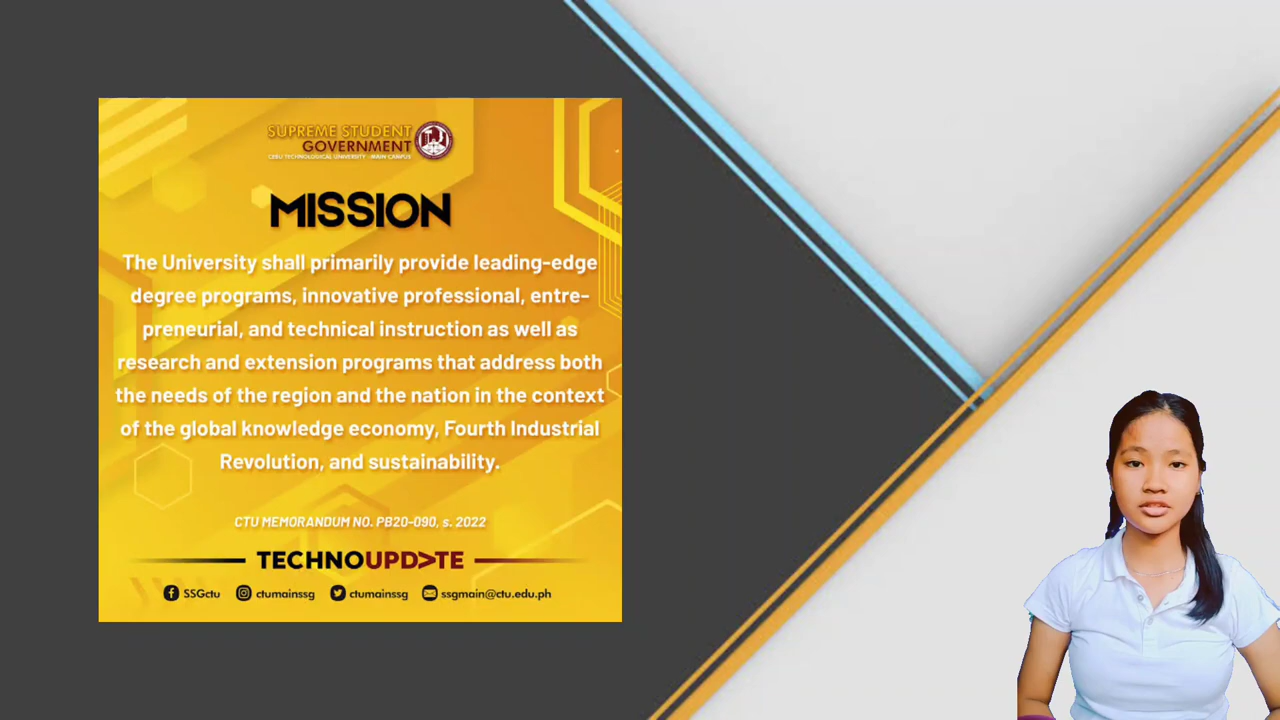 SUPREME STUDENT
GOVERNMENT
CEBU TECHNOLOGICAL UNIVERSITY - MAIN CAMPUS
MISSION
The University shall primarily provide leading-edge
degree programs, innovative professional, entre-
preneurial, and technical instruction as well as
research and extension programs that address both
the needs of the region and the nation in the context
of the global knowledge economy, Fourth Industrial
Revolution, and sustainability.
CTU MEMORANDUM NO. PB20-090, s. 2022
TECHNOUPD>TE
SSGctu ctumainssg ctumainssg ssgmain@ctu.edu.ph